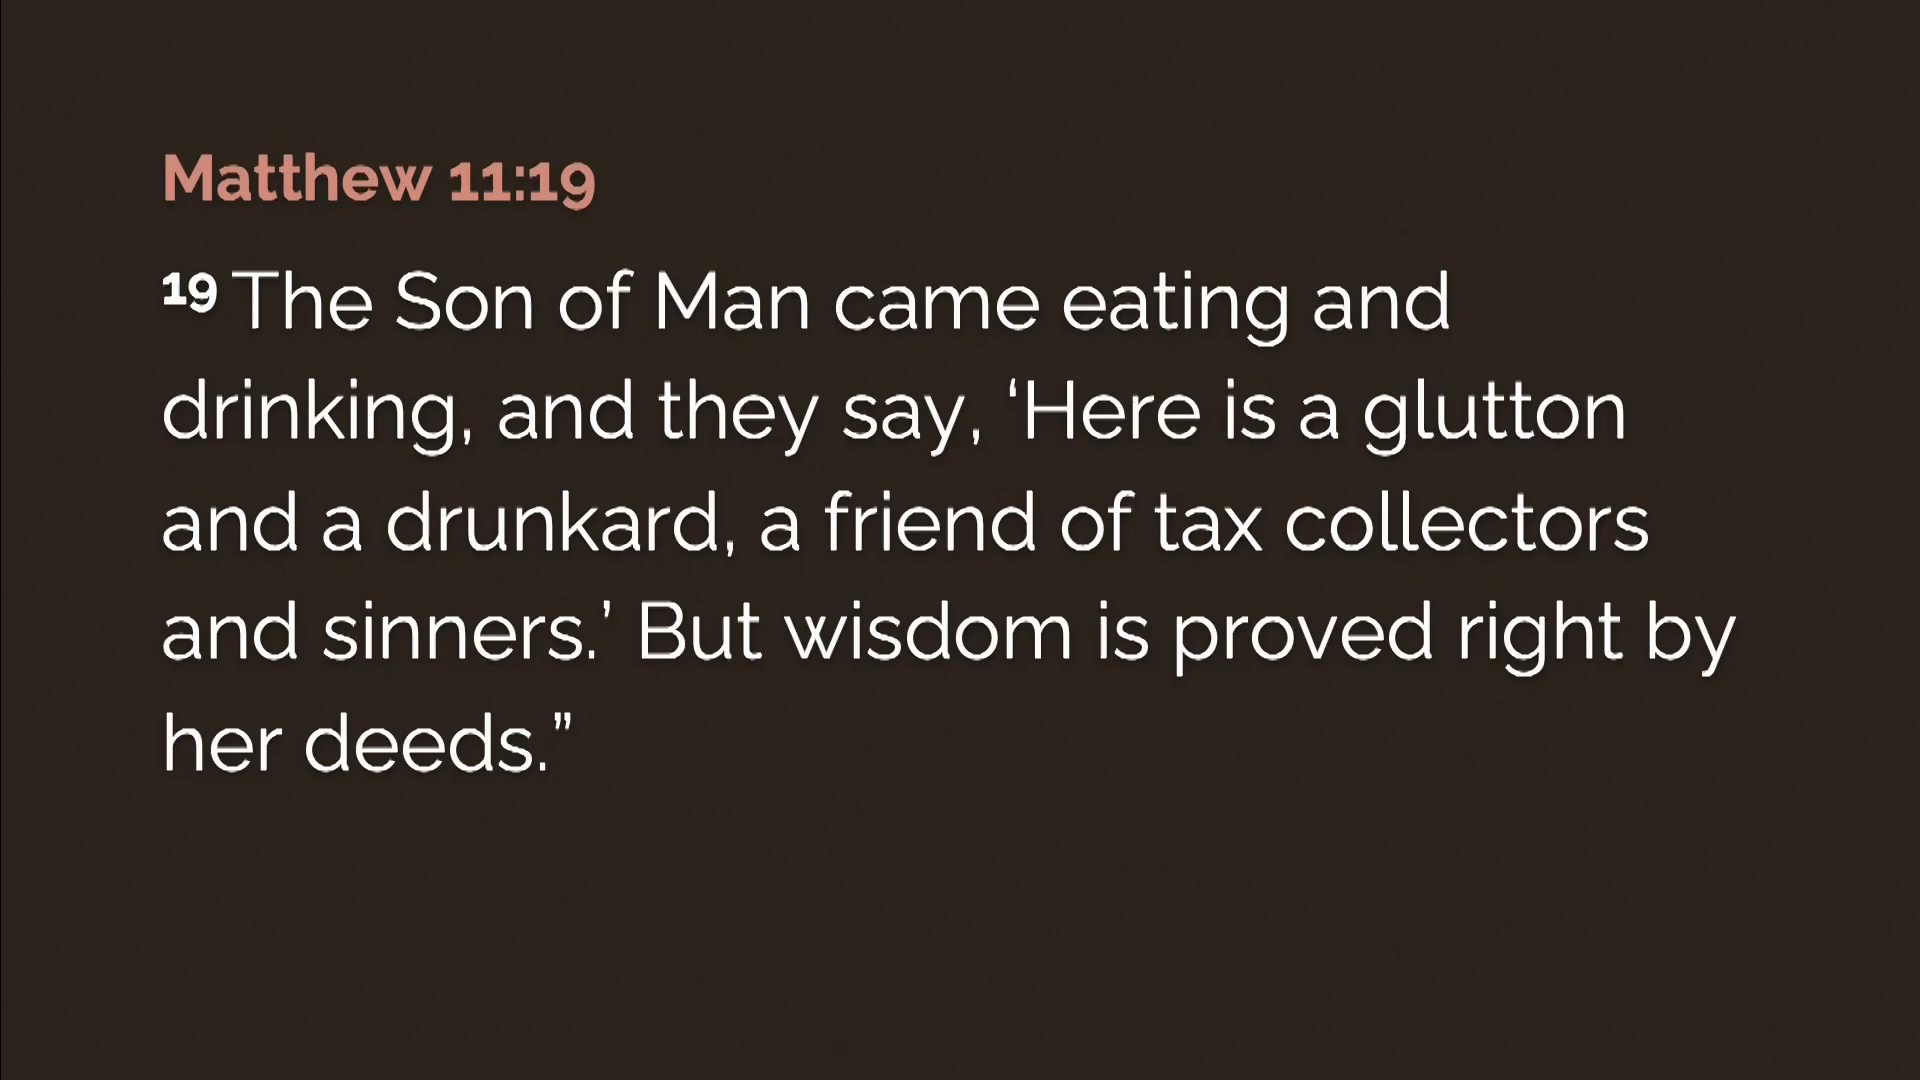 Matthew 11:19
19 The Son of Man came eating and
drinking, and they say, ‘Here is a glutton
and a drunkard, a friend of tax collectors
and sinners.’ But wisdom is proved right by
her deeds.”